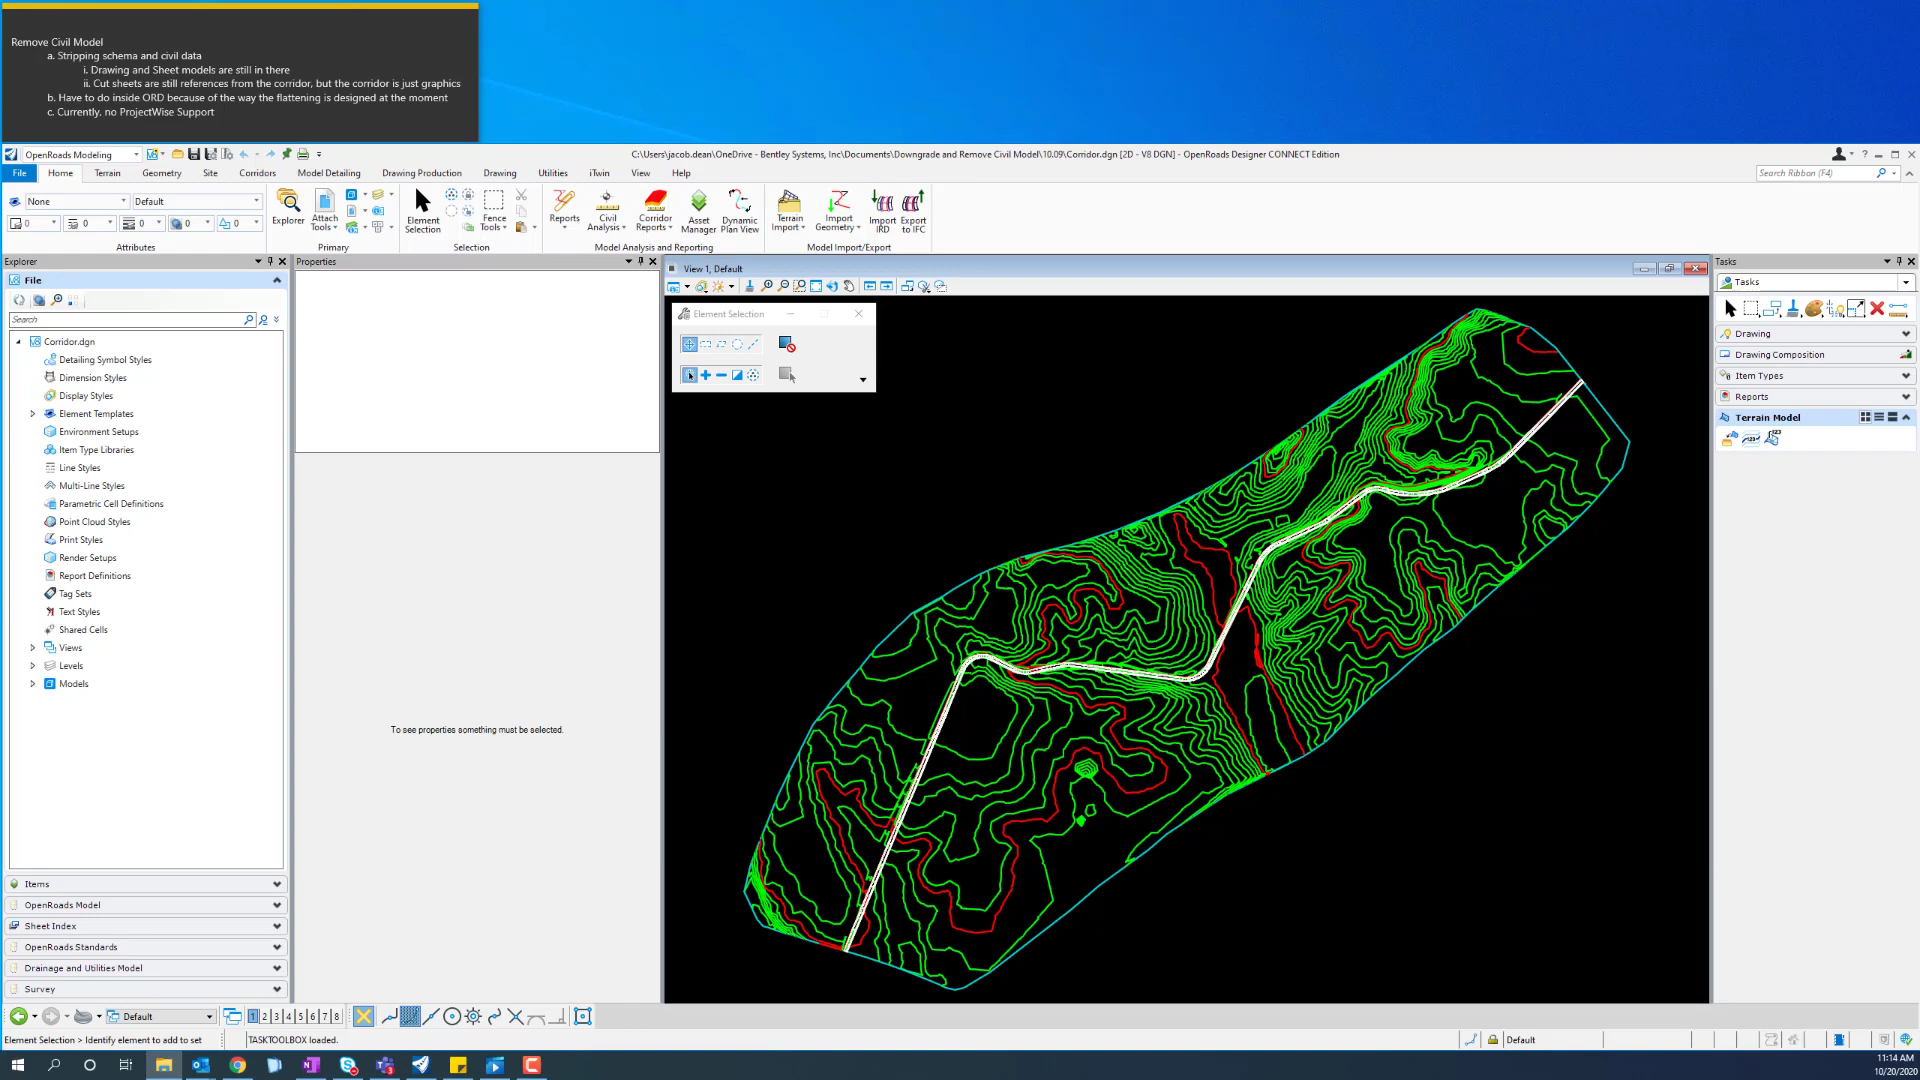 Remove Civil Model
a. Stripping schema and civil data
i. Drawing and Sheet models are still in there
ii. Cut sheets are still references from the corridor, but the corridor is just graphics
b. Have to do inside ORD because of the way the flattening is designed at the moment
c. Currently, no ProjectWise Support
OpenRoads Modeling
C:\Users\jacob.dean\OneDrive - Bentley Systems, Inc\Documents\Downgrade and Remove Civil Model\10.09\Corridor.dgn [2D - V8 DGN] - OpenRoads Designer CONNECT Edition
File Home Terrain Geometry Site Corridors Model Detailing Drawing Production Drawing Utilities iTwin View Help
Search Ribbon (F4)
None Default
0 0 0 0 0
Explorer
Attach Tools
Element Selection
Fence Tools
Reports
Civil Analysis
Corridor Reports
Asset Manager
Dynamic Plan View
Terrain Import
Import Geometry
Import IRD
Export to IFC
Attributes Primary Selection Model Analysis and Reporting Model Import/Export
Explorer
File
Search
Corridor.dgn
Detailing Symbol Styles
Dimension Styles
Display Styles
Element Templates
Environment Setups
Item Type Libraries
Line Styles
Multi-Line Styles
Parametric Cell Definitions
Point Cloud Styles
Print Styles
Render Setups
Report Definitions
Tag Sets
Text Styles
Shared Cells
Views
Levels
Models
Items
OpenRoads Model
Sheet Index
OpenRoads Standards
Drainage and Utilities Model
Survey
Properties
To see properties something must be selected.
View 1, Default
Element Selection
Tasks
Tasks
Drawing
Drawing Composition
Item Types
Reports
Terrain Model
Default
1 2 3 4 5 6 7 8
Element Selection > Identify element to add to set
TASKTOOLBOX loaded.
Default
11:14 AM
10/20/2020